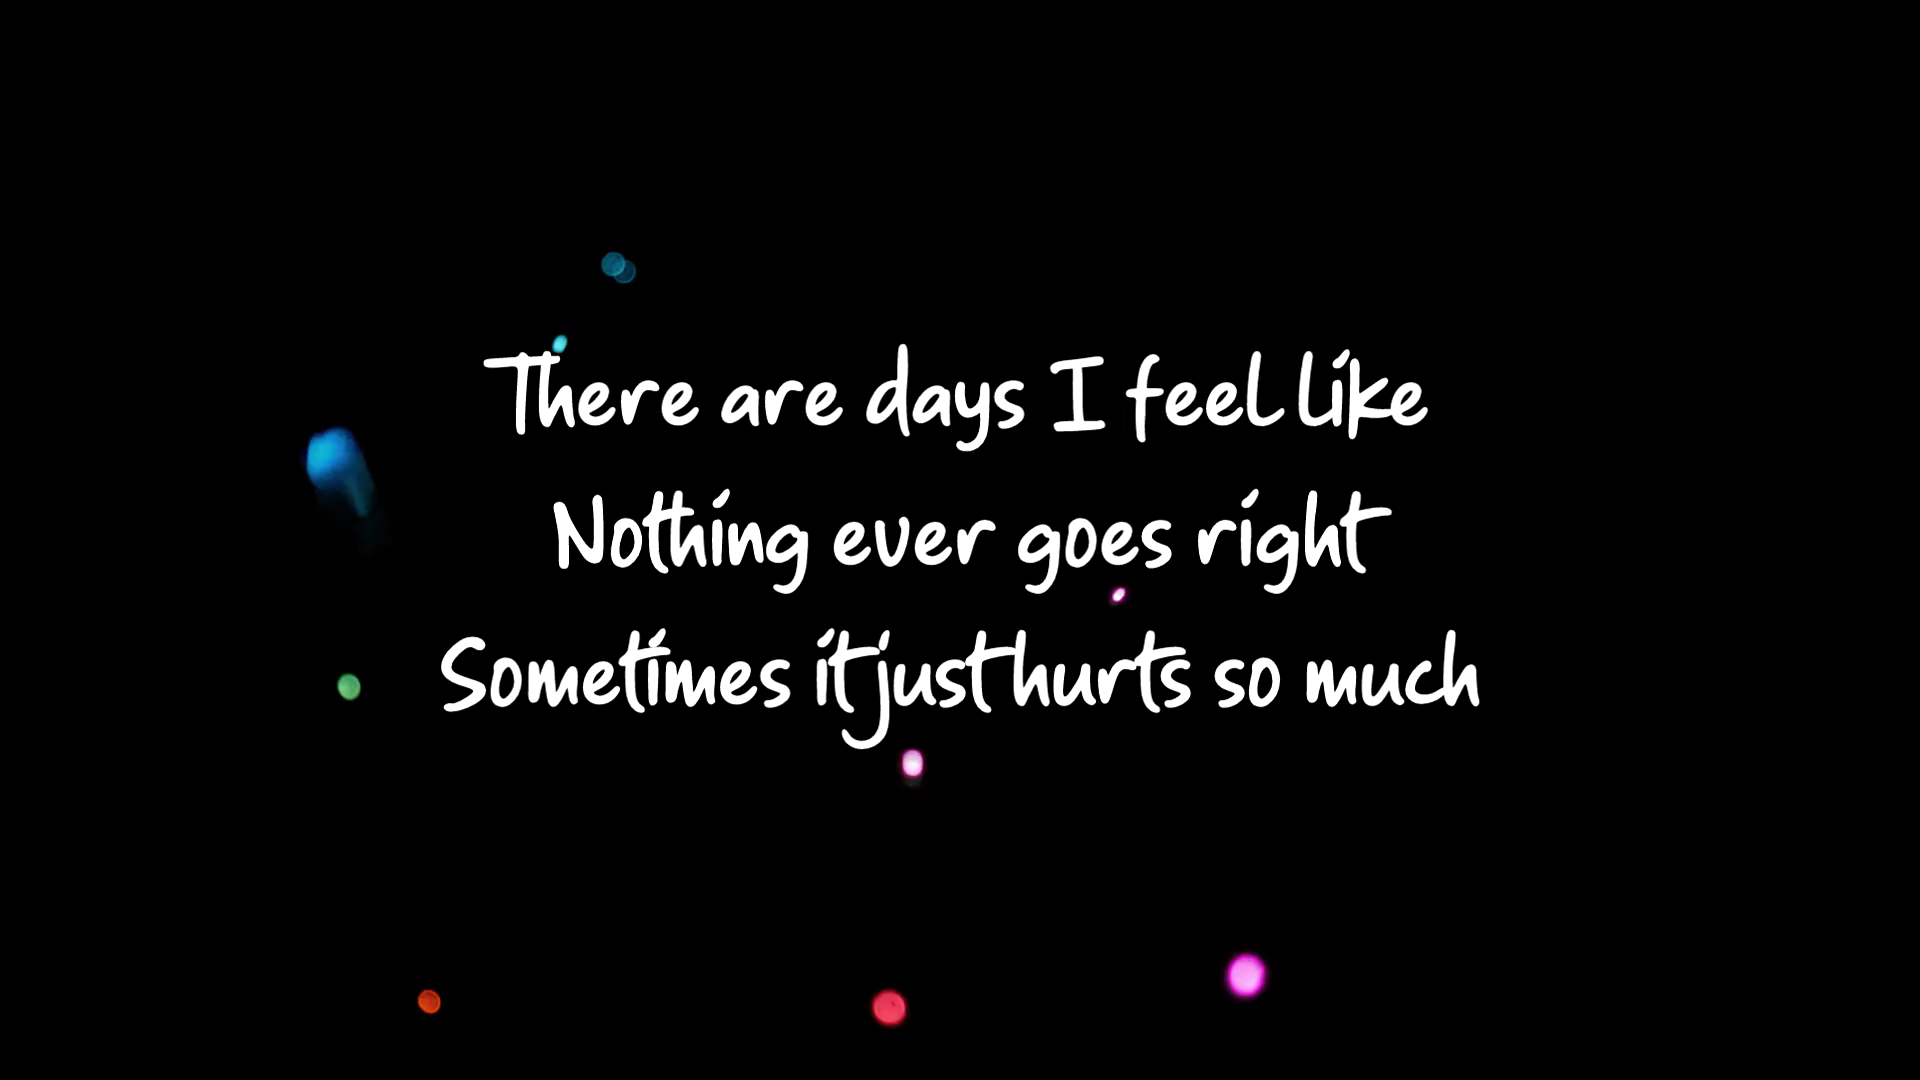 There are days I feel like
Nothing ever goes right
Sometimes it just hurts so much